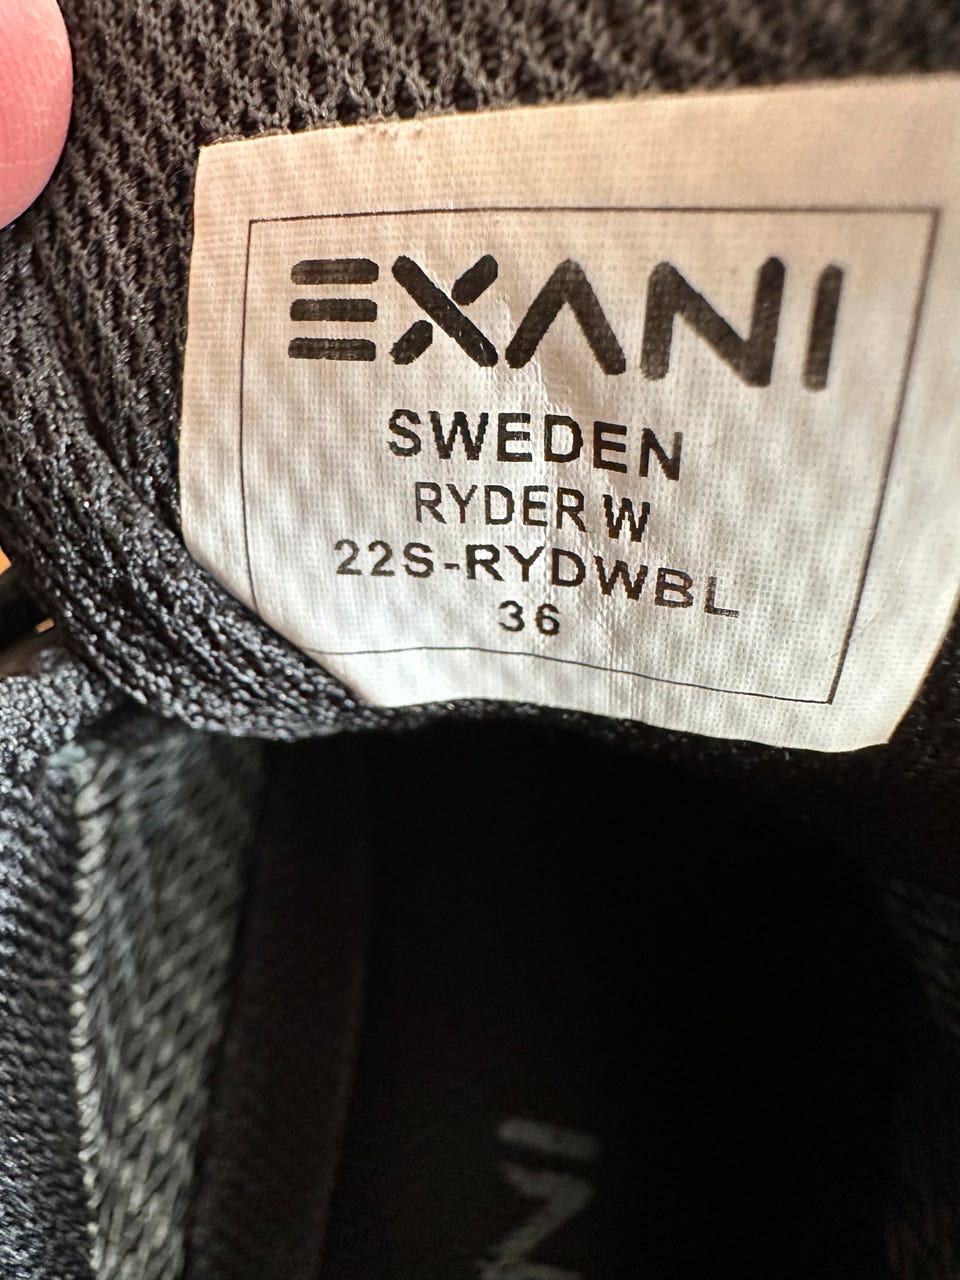 EXANI
SWEDEN
RYDER W
22S-RYDWBL
36